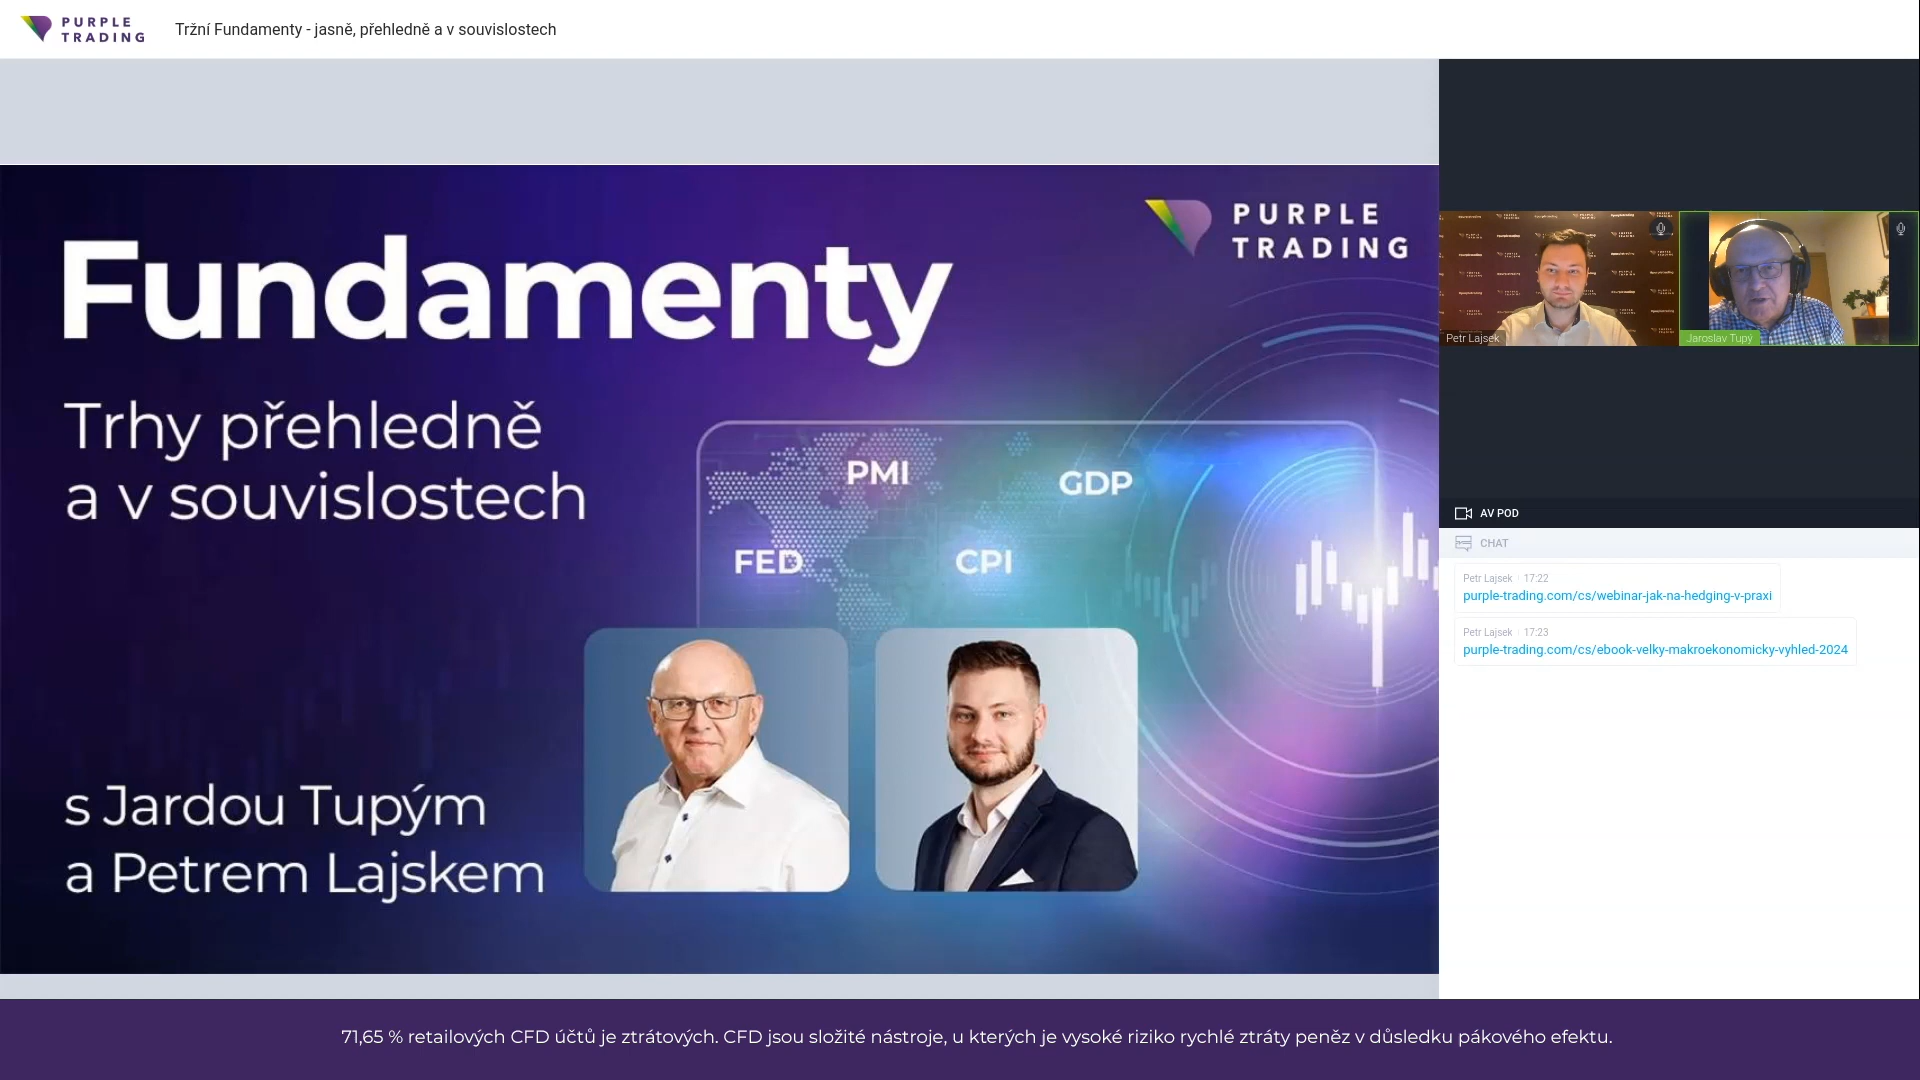 PURPLE
TRADING
Tržní Fundamenty - jasně, přehledně a v souvislostech
PURPLE
TRADING
Fundamenty
Trhy přehledně
a v souvislostech
PMI
GDP
FED
CPI
s Jardou Tupým
a Petrem Lajskem
Petr Lajsek
Jaroslav Tupý
AV POD
CHAT
Petr Lajsek 17:22
purple-trading.com/cs/webinar-jak-na-hedging-v-praxi
Petr Lajsek 17:23
purple-trading.com/cs/ebook-velky-makroekonomicky-vyhled-2024
71,65 % retailových CFD účtů je ztrátových. CFD jsou složité nástroje, u kterých je vysoké riziko rychlé ztráty peněz v důsledku pákového efektu.